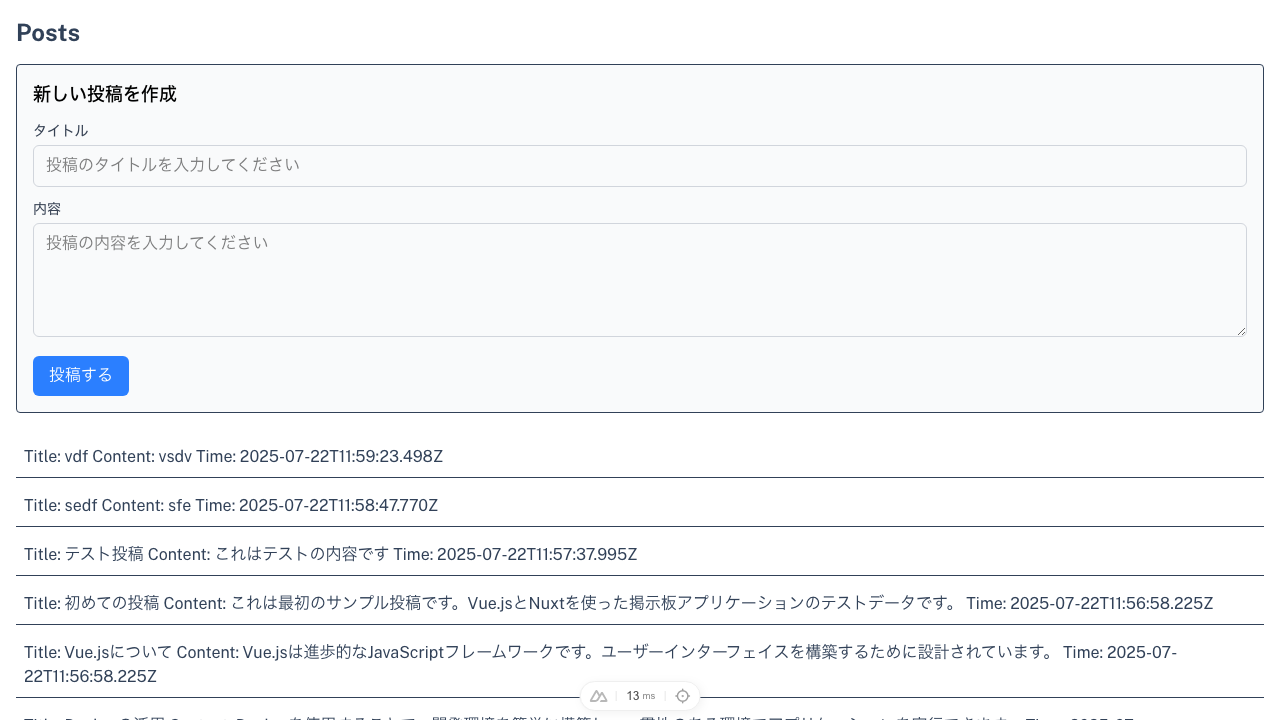 Posts
新しい投稿を作成
タイトル
投稿のタイトルを入力してください
内容
投稿の内容を入力してください
投稿する
Title: vdf Content: vsdv Time: 2025-07-22T11:59:23.498Z
Title: sedf Content: sfe Time: 2025-07-22T11:58:47.770Z
Title: テスト投稿 Content: これはテストの内容です Time: 2025-07-22T11:57:37.995Z
Title: 初めての投稿 Content: これは最初のサンプル投稿です。Vue.jsとNuxtを使った掲示板アプリケーションのテストデータです。 Time: 2025-07-22T11:56:58.225Z
Title: Vue.jsについて Content: Vue.jsは進歩的なJavaScriptフレームワークです。ユーザーインターフェイスを構築するために設計されています。 Time: 2025-07-
22T11:56:58.225Z
13 ms